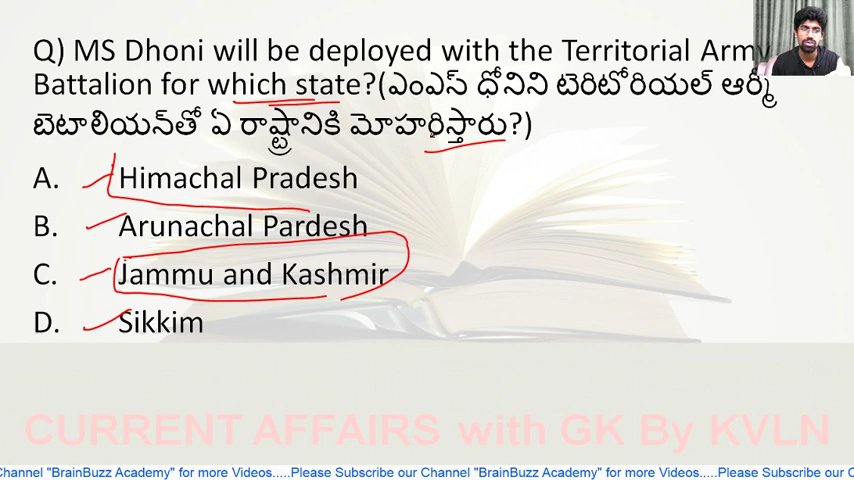 Q) MS Dhoni will be deployed with the Territorial Army
Battalion for which state?(ఎంఎస్ ధోనిని టెరిటోరియల్ ఆర్మీ
బెటాలియన్‌తో ఏ రాష్ట్రానికి మోహరిస్తారు?)
A. Himachal Pradesh
B. Arunachal Pardesh
C. Jammu and Kashmir
D. Sikkim
CURRENT AFFAIRS with GK By KVLN
Channel "BrainBuzz Academy" for more Videos.....Please Subscribe our Channel "BrainBuzz Academy" for more Videos.....Please Subscribe our